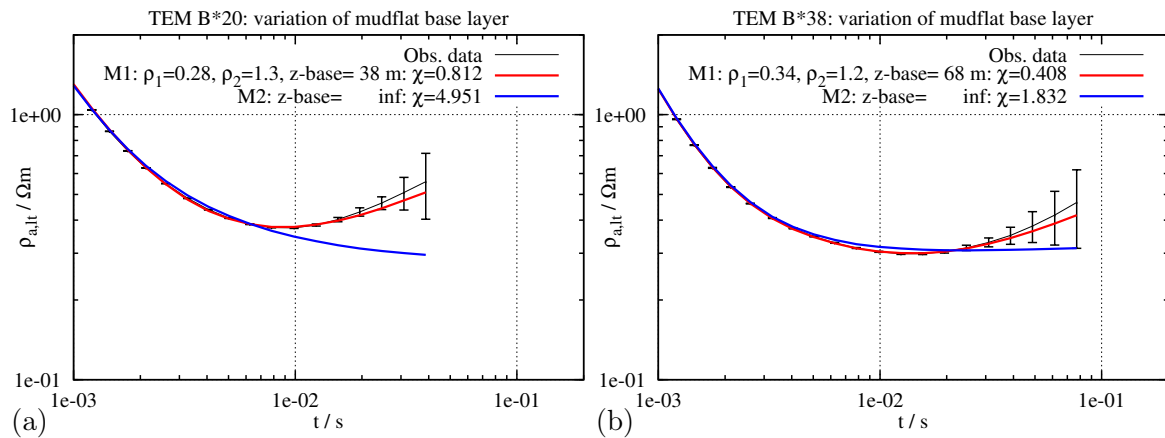 TEM B*20: variation of mudflat base layer
Obs. data
M1: ρ1=0.28, ρ2=1.3, z-base= 38 m: χ=0.812
M2: z-base= inf: χ=4.951
1e+00
1e-01
ρa,lt / Ωm
1e-03 1e-02 1e-01
t / s
(a)
TEM B*38: variation of mudflat base layer
Obs. data
M1: ρ1=0.34, ρ2=1.2, z-base= 68 m: χ=0.408
M2: z-base= inf: χ=1.832
1e+00
1e-01
ρa,lt / Ωm
1e-03 1e-02 1e-01
t / s
(b)